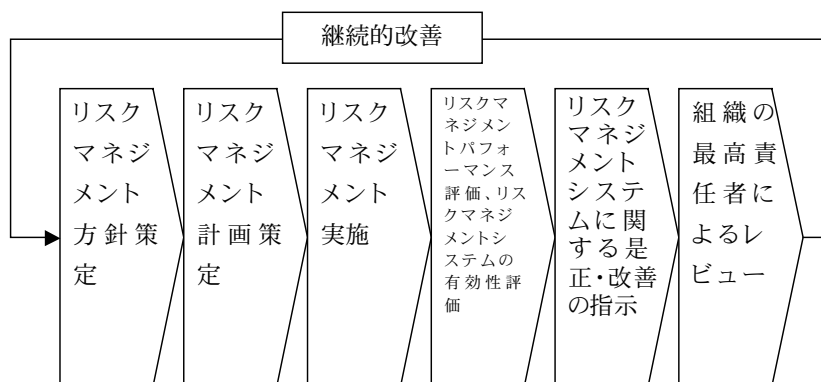 継続的改善
リスク
マネジ
メント
方針策
定
リスク
マネジ
メント
計画策
定
リスク
マネジ
メント
実施
リスクマ
ネジメン
トパフォ
ーマンス
評価、リス
クマネジ
メントシ
ステムの
有効性評
価
リスク
マネジ
メント
システ
ムに関
する是
正・改善
の指示
組織の
最高責
任者に
よるレ
ビュー